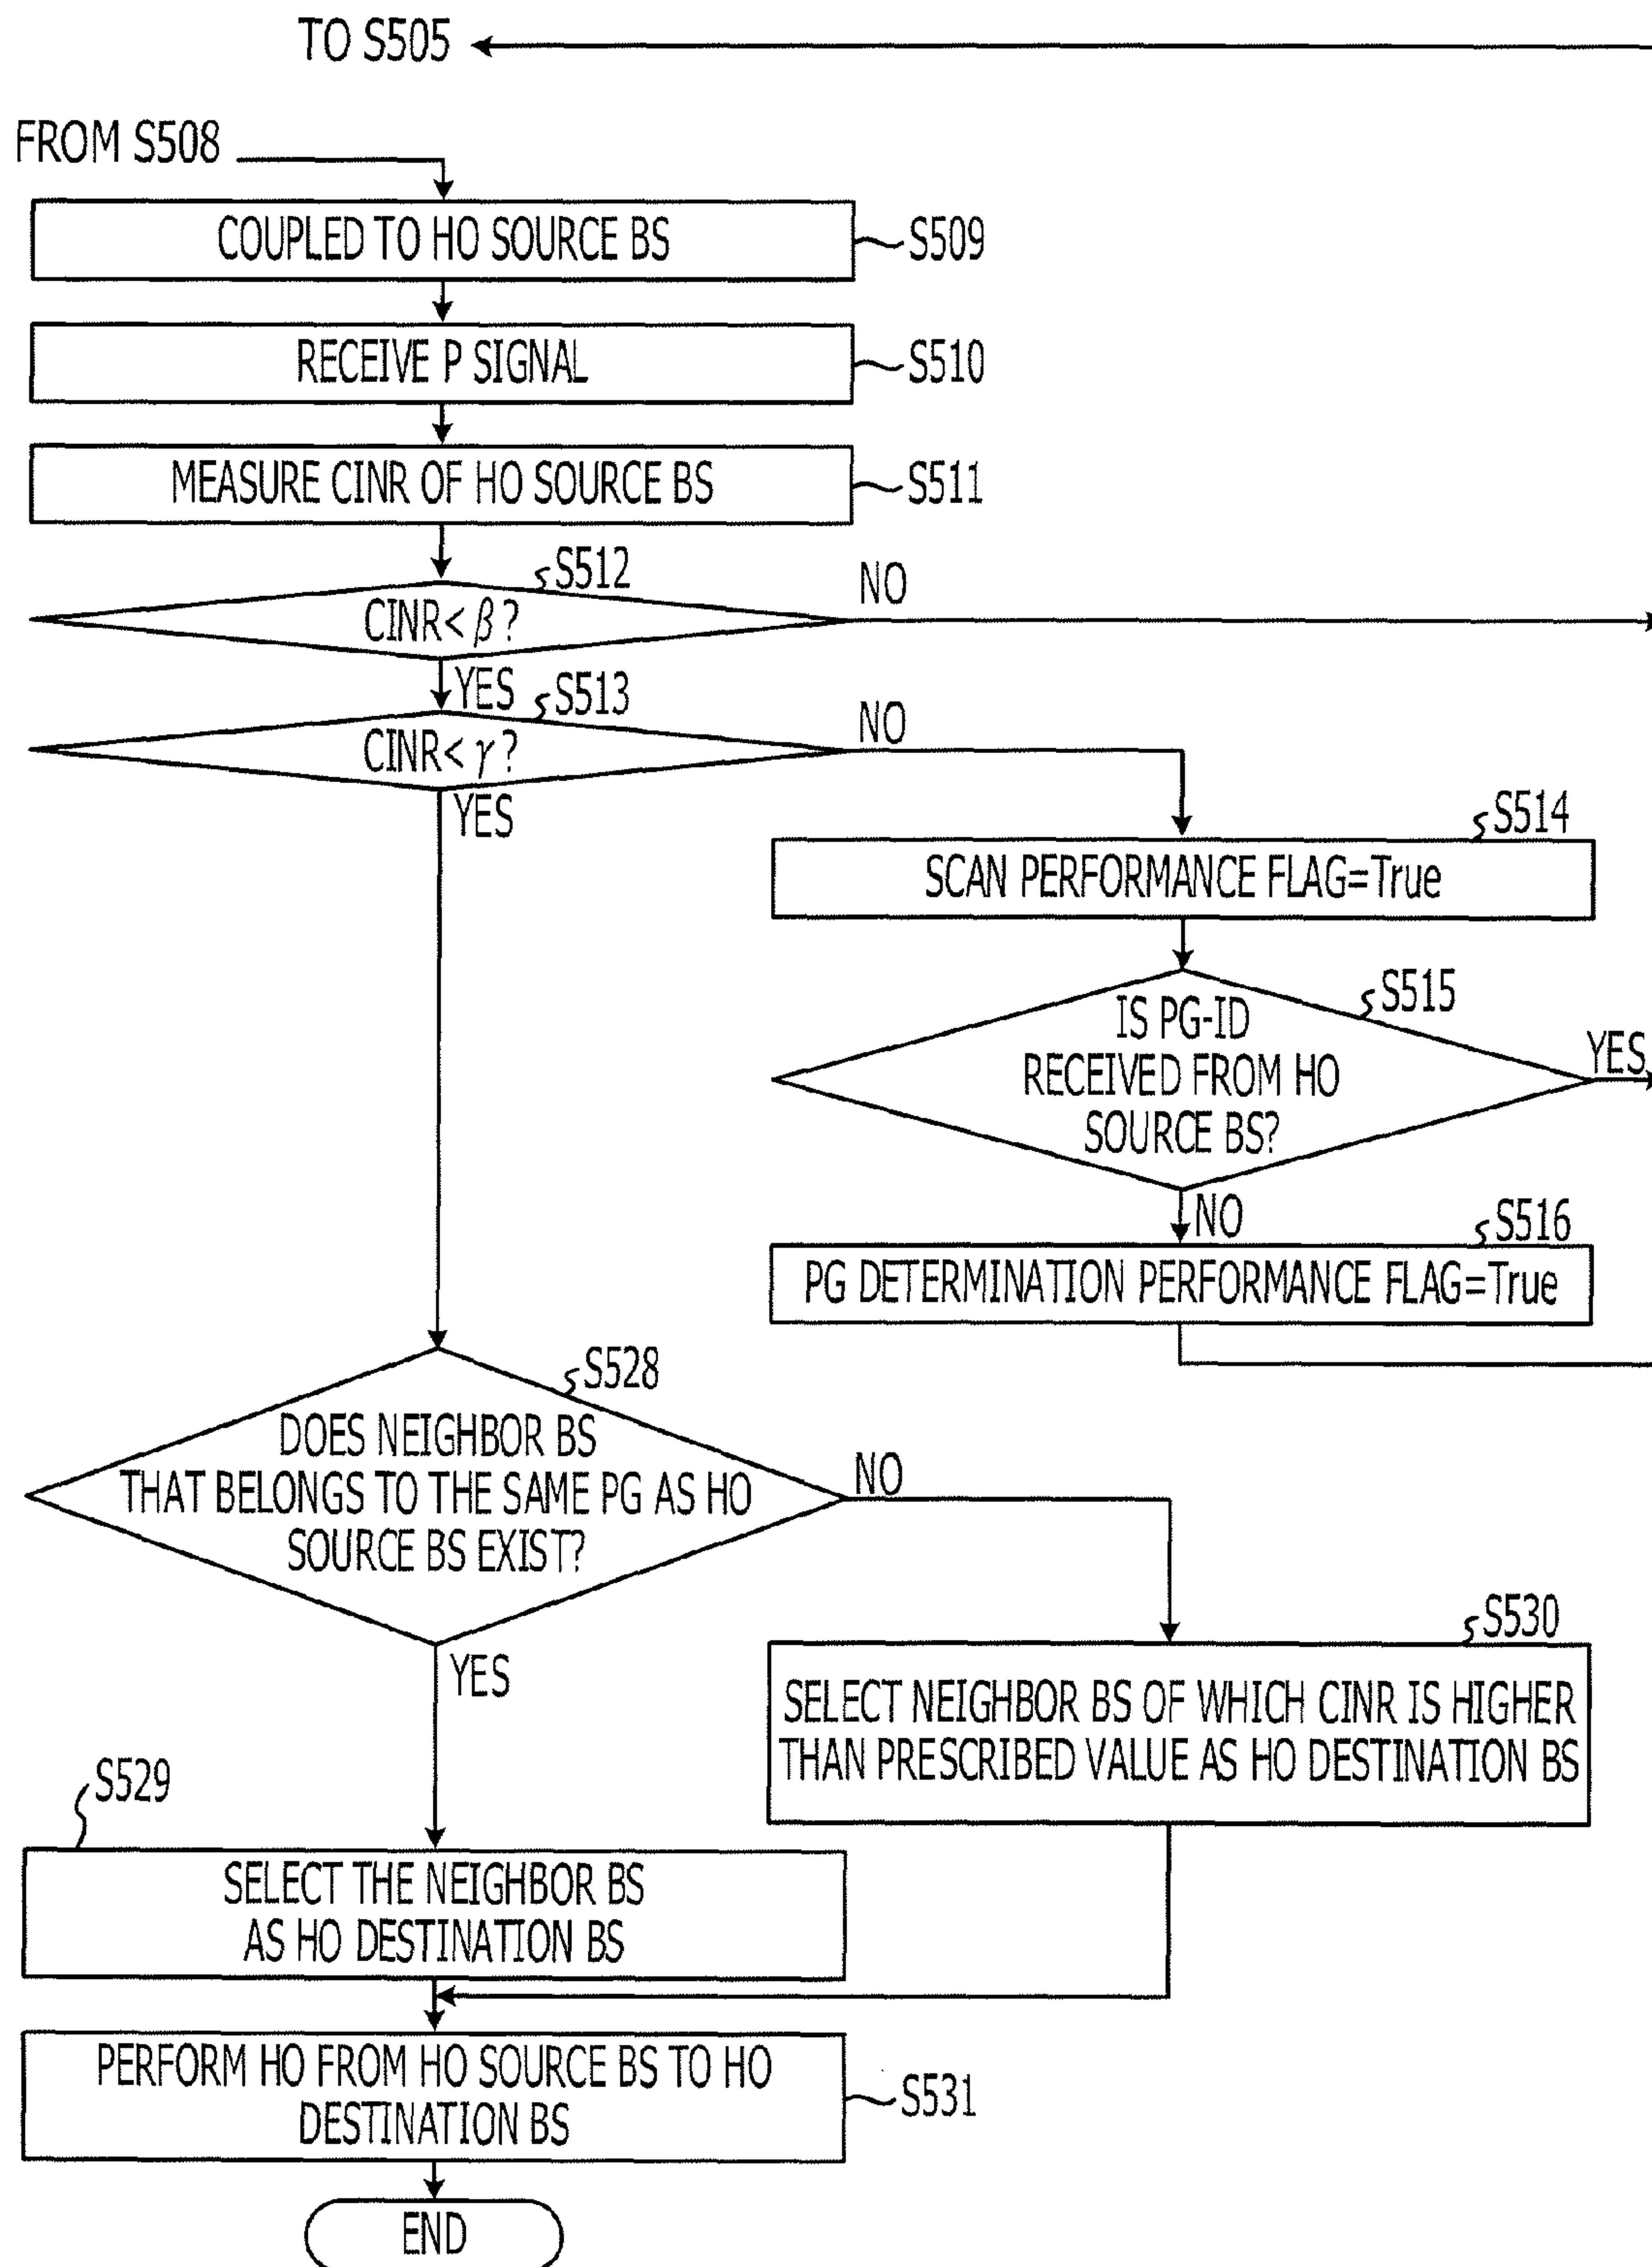 TO S505
FROM S508
COUPLED TO HO SOURCE BS
S509
RECEIVE P SIGNAL
S510
MEASURE CINR OF HO SOURCE BS
S511
S512
CINR< β?
NO
YES
S513
CINR< γ?
NO
YES
S514
SCAN PERFORMANCE FLAG=True
S515
IS PG-ID
RECEIVED FROM HO
SOURCE BS?
YES
NO
S516
PG DETERMINATION PERFORMANCE FLAG=True
S528
DOES NEIGHBOR BS
THAT BELONGS TO THE SAME PG AS HO
SOURCE BS EXIST?
NO
YES
S530
SELECT NEIGHBOR BS OF WHICH CINR IS HIGHER
THAN PRESCRIBED VALUE AS HO DESTINATION BS
S529
SELECT THE NEIGHBOR BS
AS HO DESTINATION BS
PERFORM HO FROM HO SOURCE BS TO HO
DESTINATION BS
S531
END